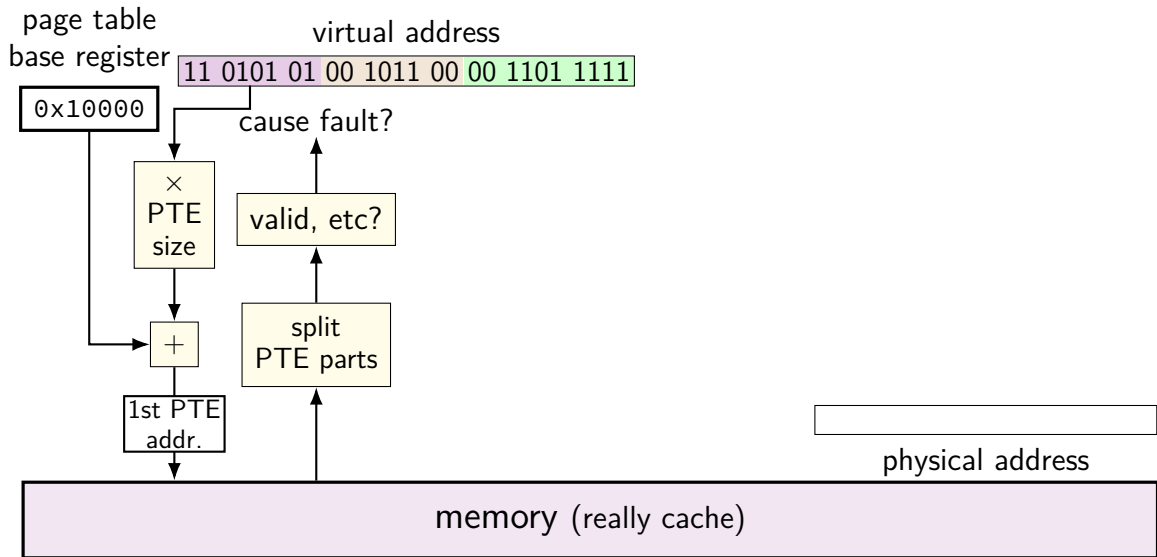 page table
base register
virtual address
11 0101 01 00 1011 00 00 1101 1111
0x10000
cause fault?
×
PTE
size
valid, etc?
+
split
PTE parts
1st PTE
addr.
physical address
memory (really cache)